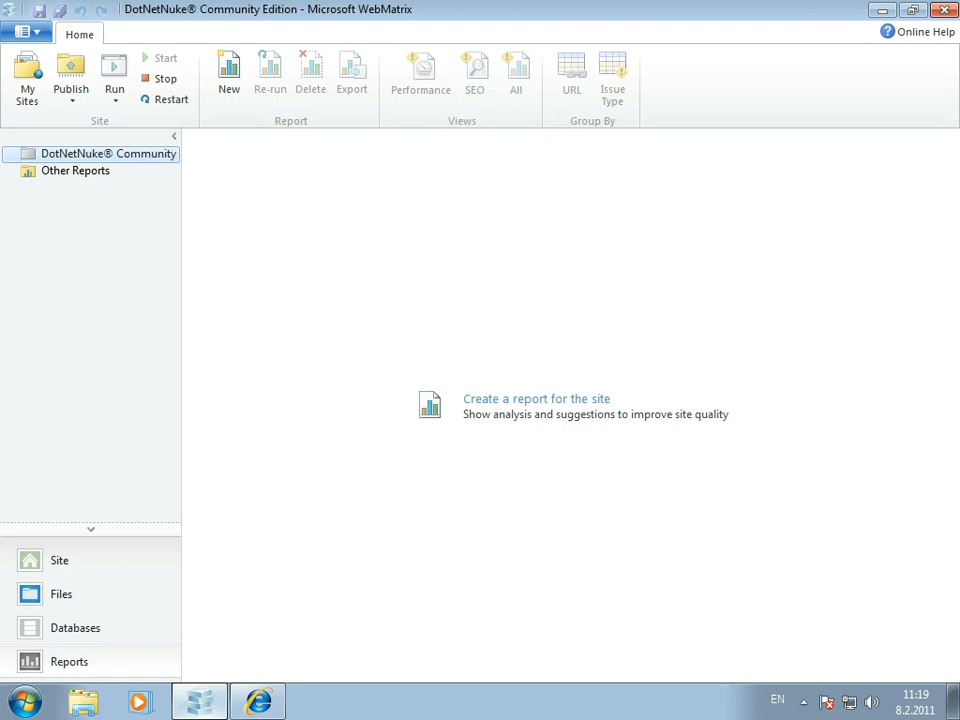 DotNetNuke® Community Edition - Microsoft WebMatrix
Home
Online Help
My Sites
Publish
Run
Start
Stop
Restart
Site
New
Re-run
Delete
Export
Report
Performance
SEO
All
Views
URL
Issue Type
Group By
DotNetNuke® Community
Other Reports
Create a report for the site
Show analysis and suggestions to improve site quality
Site
Files
Databases
Reports
EN
11:19
8.2.2011